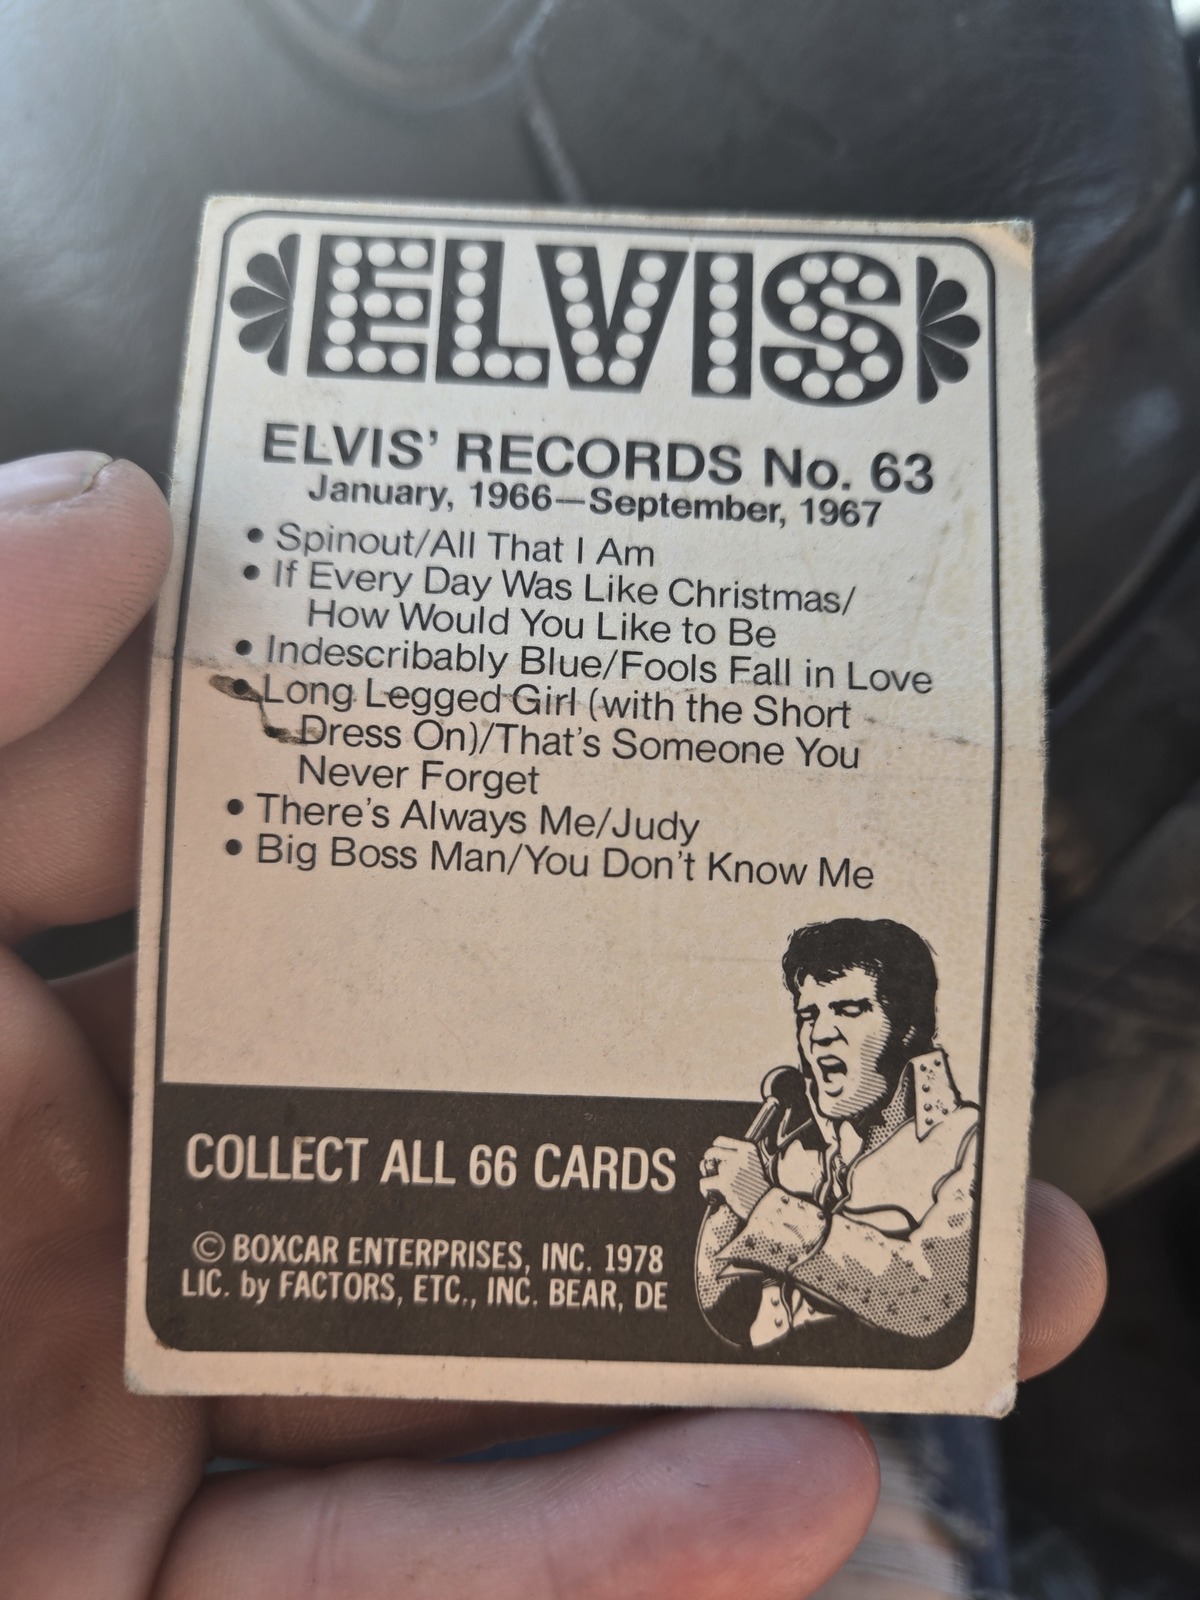 ELVIS
ELVIS' RECORDS No. 63
January, 1966—September, 1967
• Spinout/All That I Am
• If Every Day Was Like Christmas/
How Would You Like to Be
• Indescribably Blue/Fools Fall in Love
• Long Legged Girl (with the Short
Dress On)/That's Someone You
Never Forget
• There's Always Me/Judy
• Big Boss Man/You Don't Know Me
COLLECT ALL 66 CARDS
© BOXCAR ENTERPRISES, INC. 1978
LIC. by FACTORS, ETC., INC. BEAR, DE